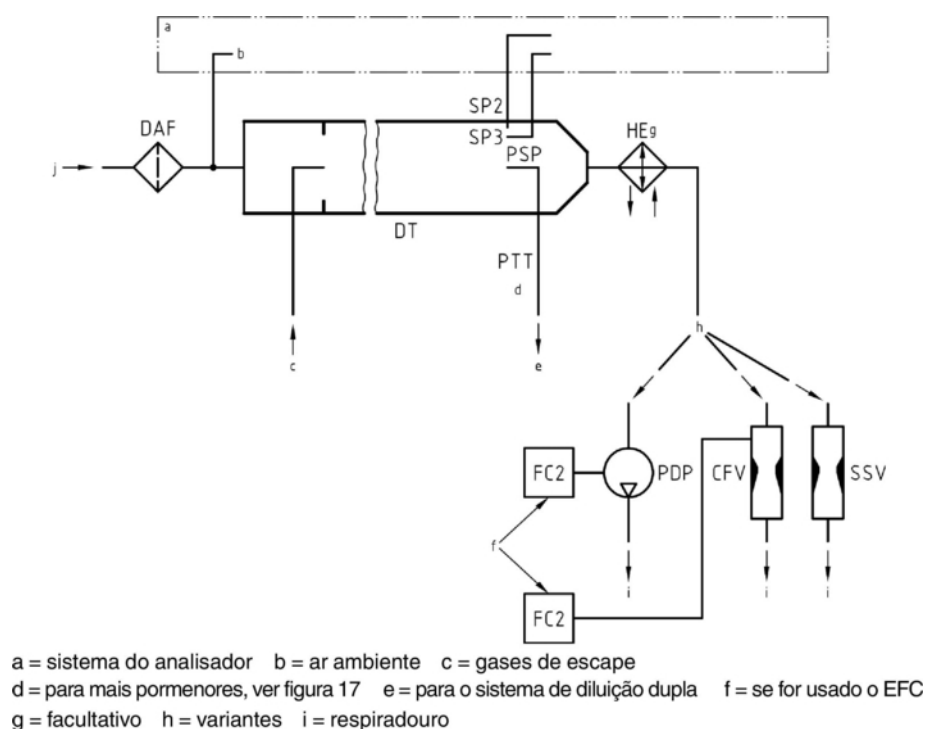 a
b
SP2
DAF
SP3
HEg
PSP
j
DT
PTT
d
h
c
e
FC2
PDP
CFV
SSV
f
i
i
i
FC2
a = sistema do analisador b = ar ambiente c = gases de escape
d = para mais pormenores, ver figura 17 e = para o sistema de diluição dupla f = se for usado o EFC
g = facultativo h = variantes i = respiradouro